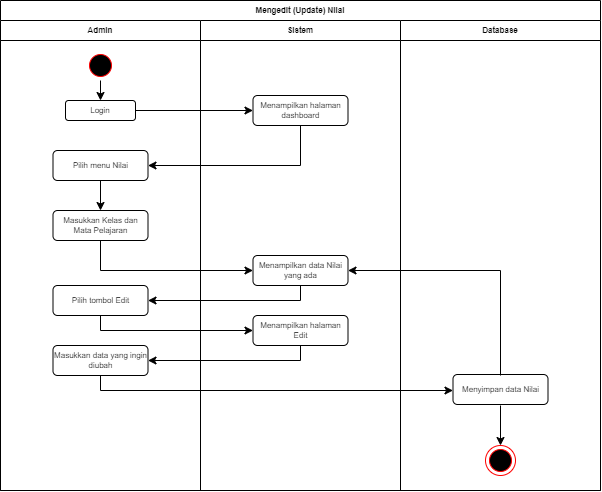 Mengedit (Update) Nilai
Admin
Sistem
Database
Login
Menampilkan halaman
dashboard
Pilih menu Nilai
Masukkan Kelas dan
Mata Pelajaran
Menampilkan data Nilai
yang ada
Pilih tombol Edit
Menampilkan halaman
Edit
Masukkan data yang ingin
diubah
Menyimpan data Nilai